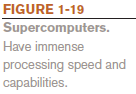 FIGURE 1-19
Supercomputers.
Have immense
processing speed and
capabilities.